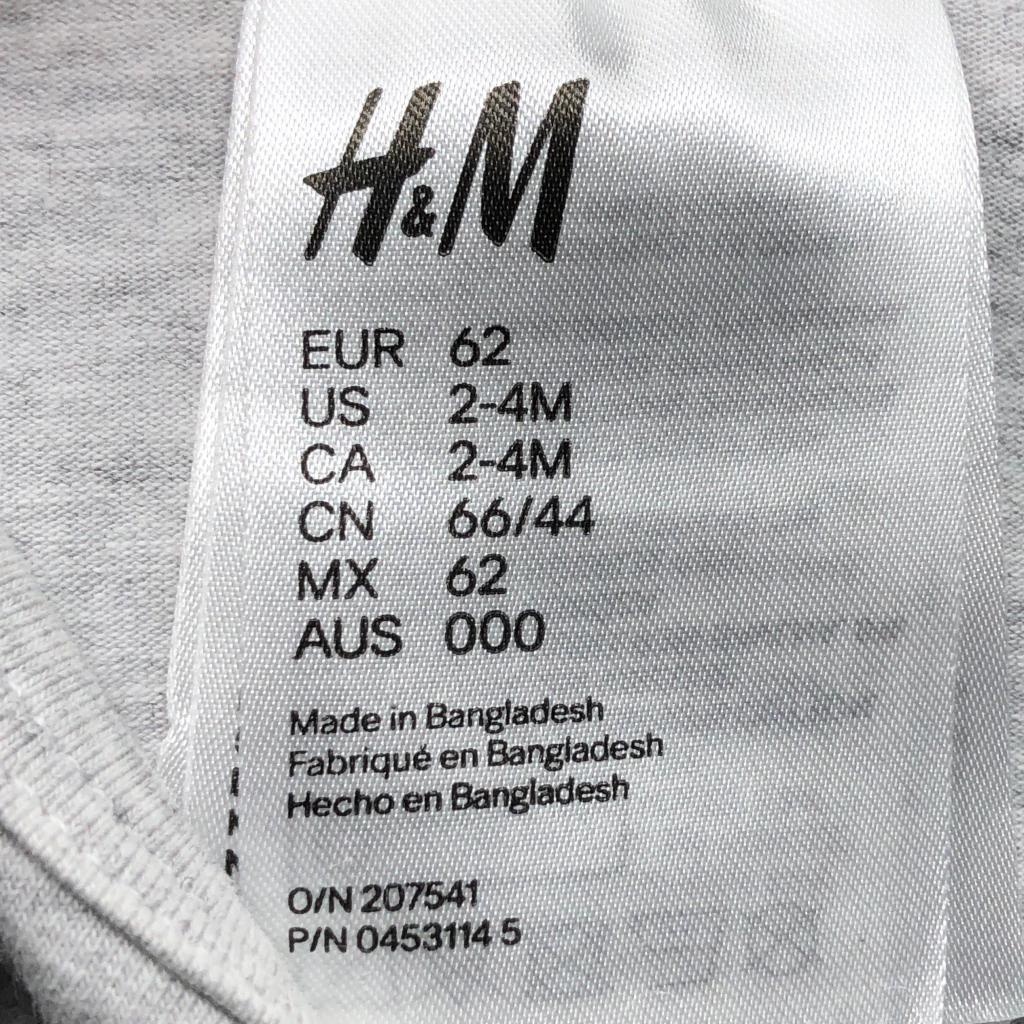 H&M
EUR 62
US 2-4M
CA 2-4M
CN 66/44
MX 62
AUS 000
Made in Bangladesh
Fabriqué en Bangladesh
Hecho en Bangladesh
O/N 207541
P/N 0453114 5